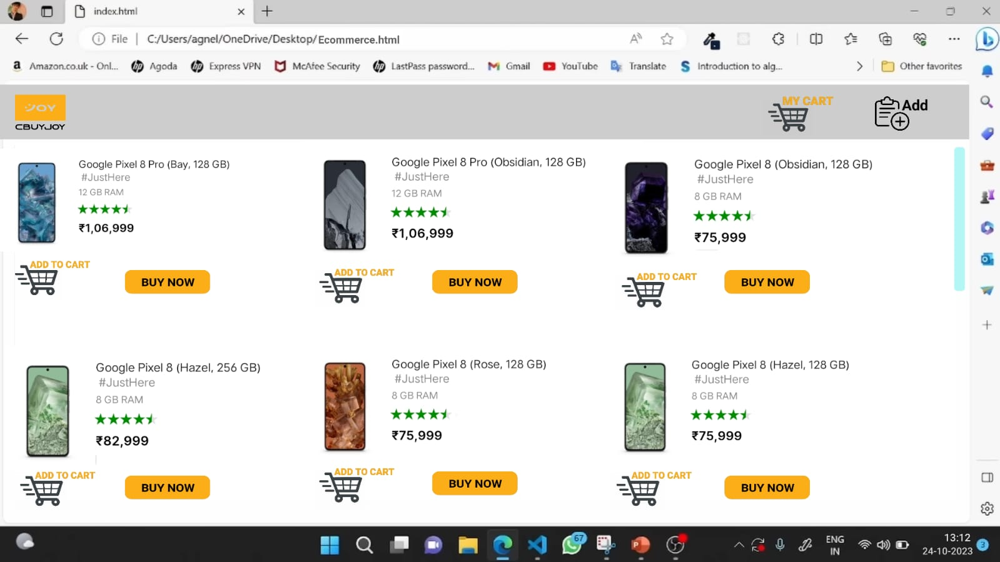 index.html
File
C:/Users/agnel/OneDrive/Desktop/Ecommerce.html
Amazon.co.uk - Onl...
Agoda
Express VPN
McAfee Security
LastPass password...
Gmail
YouTube
Translate
Introduction to alg...
Other favorites
JOY
CBUYJOY
MY CART
Add
Google Pixel 8 Pro (Bay, 128 GB)
#JustHere
12 GB RAM
₹1,06,999
ADD TO CART
BUY NOW
Google Pixel 8 Pro (Obsidian, 128 GB)
#JustHere
12 GB RAM
₹1,06,999
ADD TO CART
BUY NOW
Google Pixel 8 (Obsidian, 128 GB)
#JustHere
8 GB RAM
₹75,999
ADD TO CART
BUY NOW
Google Pixel 8 (Hazel, 256 GB)
#JustHere
8 GB RAM
₹82,999
ADD TO CART
BUY NOW
Google Pixel 8 (Rose, 128 GB)
#JustHere
8 GB RAM
₹75,999
ADD TO CART
BUY NOW
Google Pixel 8 (Hazel, 128 GB)
#JustHere
8 GB RAM
₹75,999
ADD TO CART
BUY NOW
67
ENG
IN
13:12
24-10-2023
3